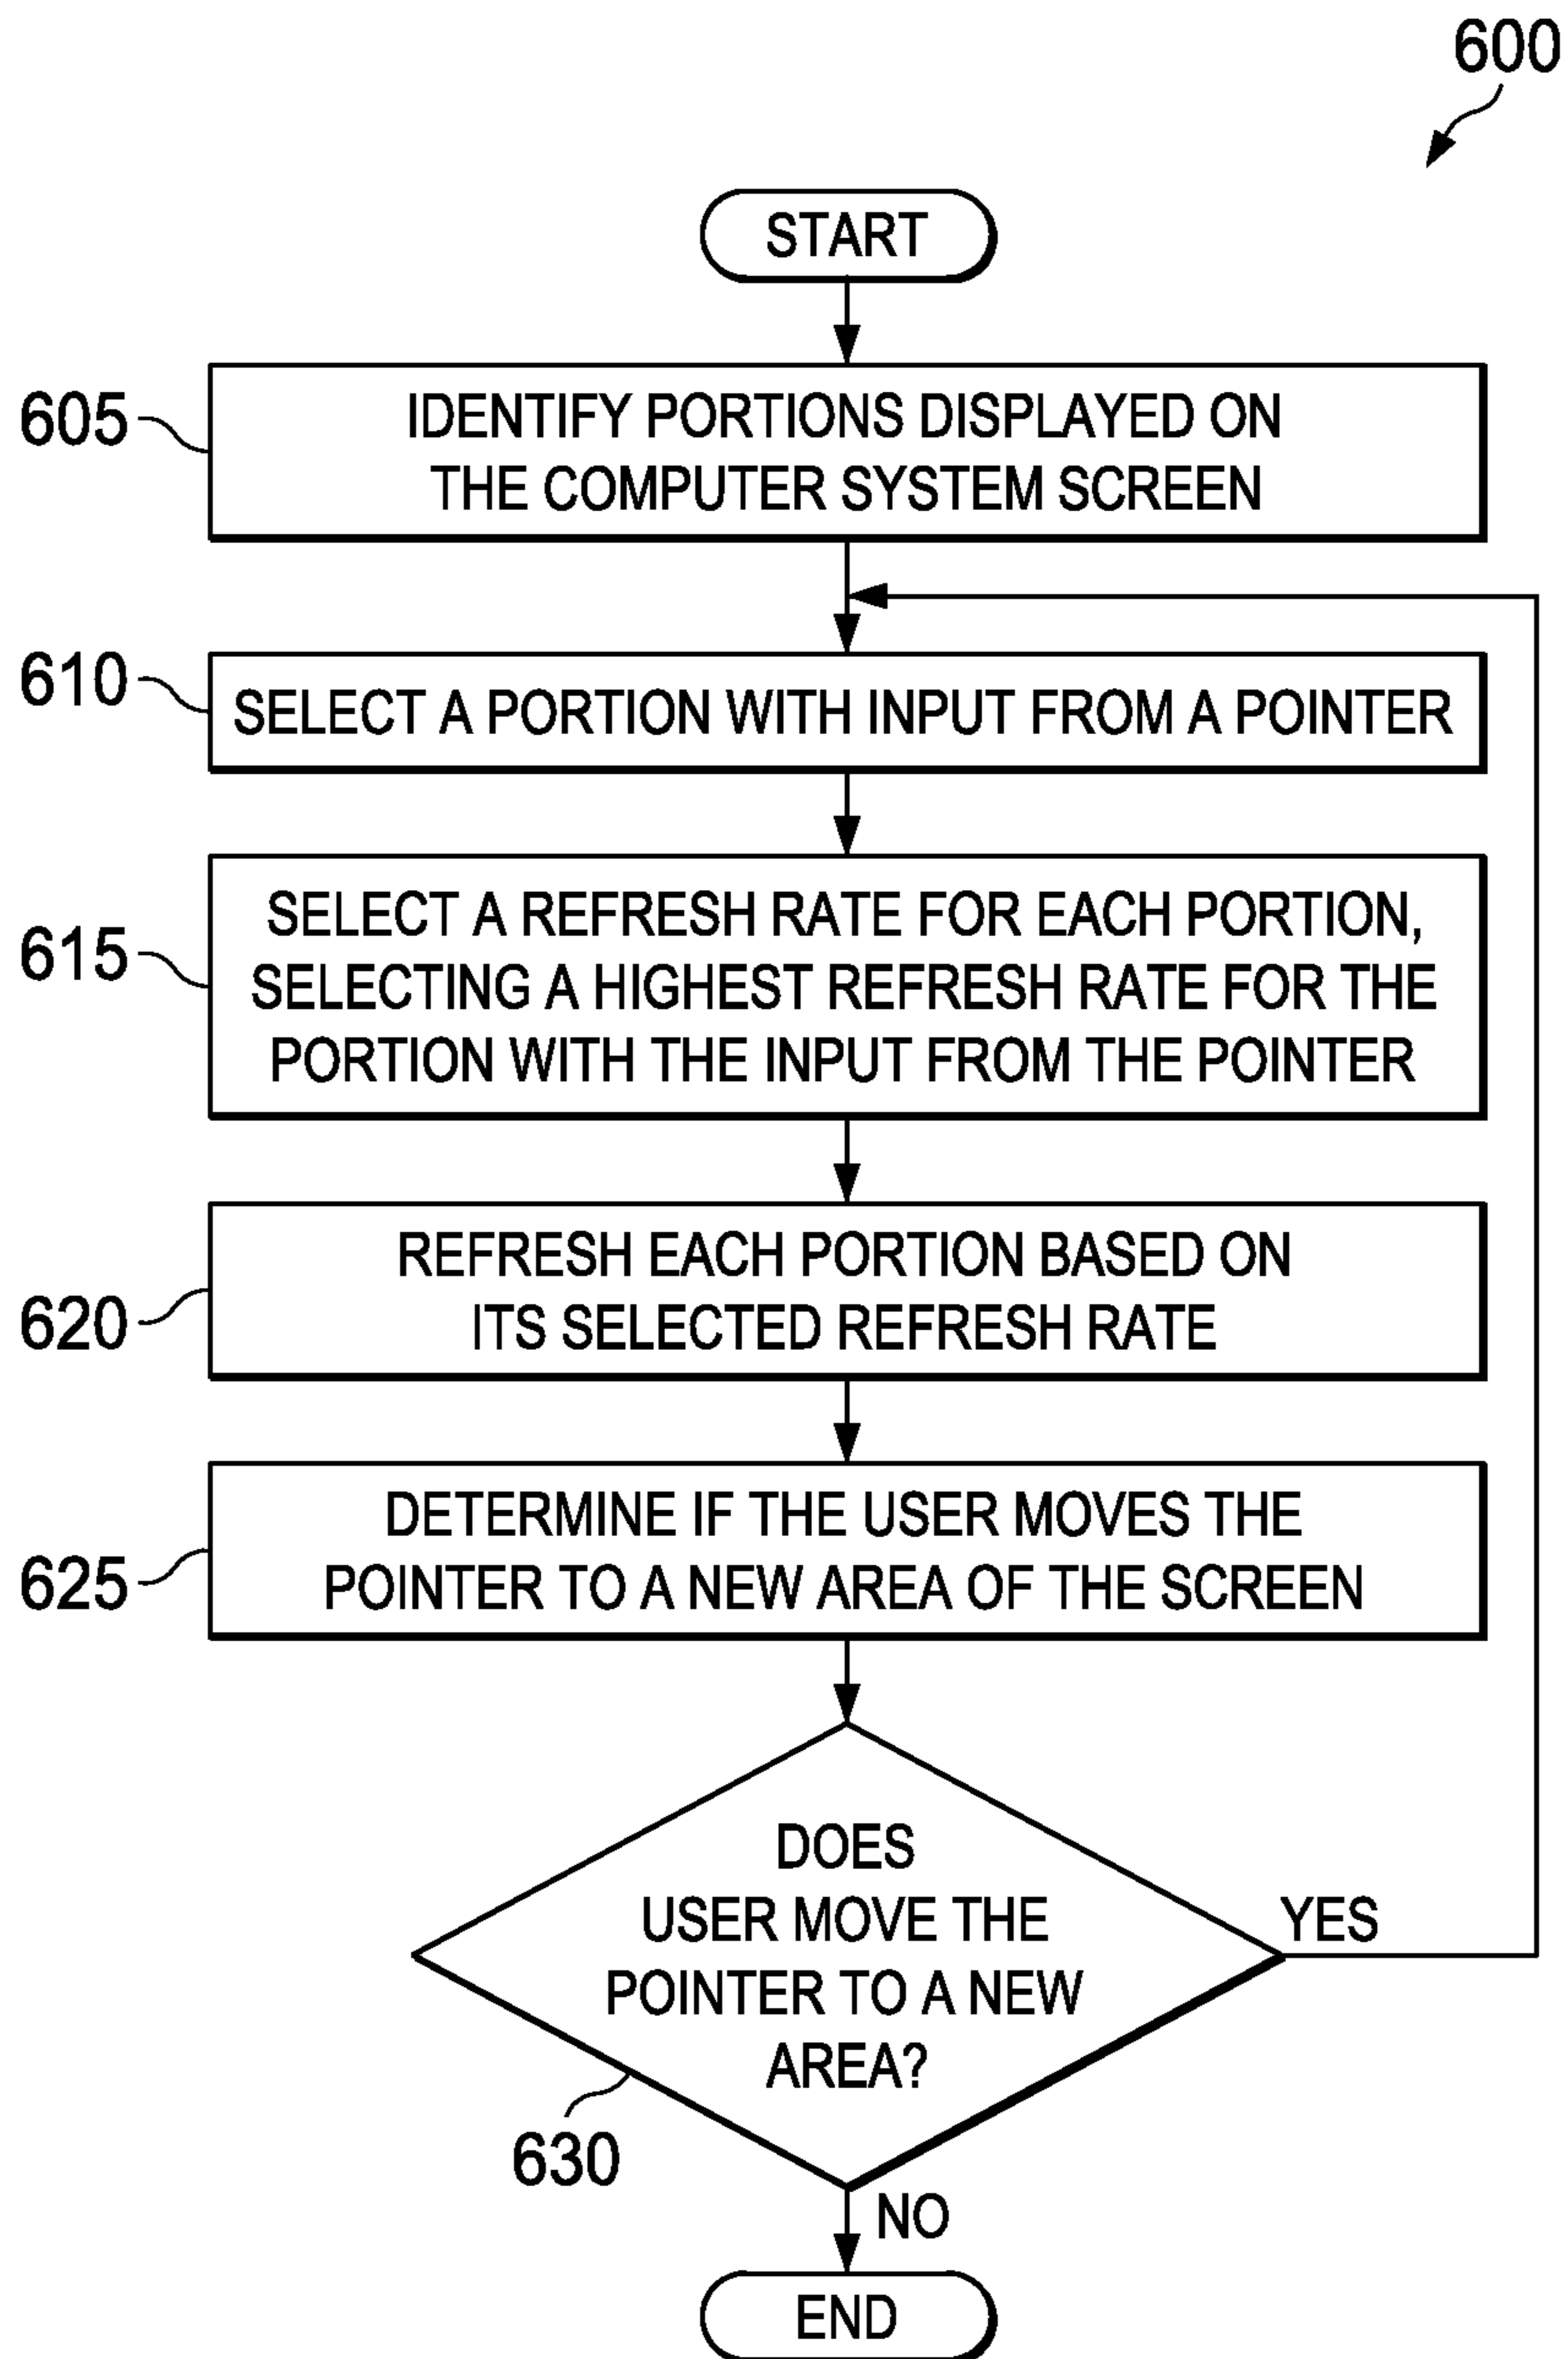 600
START
605
IDENTIFY PORTIONS DISPLAYED ON
THE COMPUTER SYSTEM SCREEN
610
SELECT A PORTION WITH INPUT FROM A POINTER
615
SELECT A REFRESH RATE FOR EACH PORTION,
SELECTING A HIGHEST REFRESH RATE FOR THE
PORTION WITH THE INPUT FROM THE POINTER
620
REFRESH EACH PORTION BASED ON
ITS SELECTED REFRESH RATE
625
DETERMINE IF THE USER MOVES THE
POINTER TO A NEW AREA OF THE SCREEN
DOES
USER MOVE THE
POINTER TO A NEW
AREA?
YES
630
NO
END